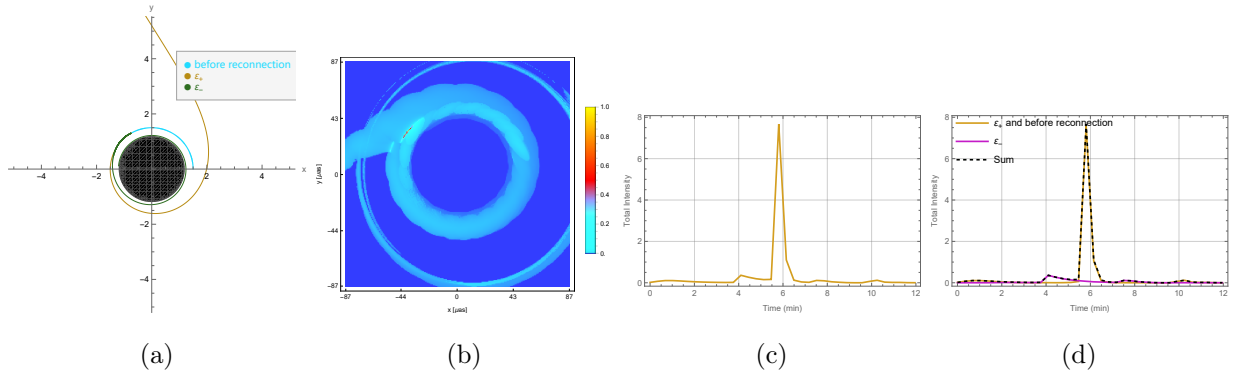 y
before reconnection
ε₊
ε₋
6
4
2
-2
-4
-4
-2
2
4
x
(a)
87
43
0
-44
-87
y [μas]
-87
-44
0
43
87
x [μas]
1.0
0.8
0.6
0.4
0.2
0.
(b)
8
6
4
2
0
Total Intensity
0
2
4
6
8
10
12
Time (min)
(c)
ε₊ and before reconnection
ε₋
Sum
8
6
4
2
0
Total Intensity
0
2
4
6
8
10
12
Time (min)
(d)